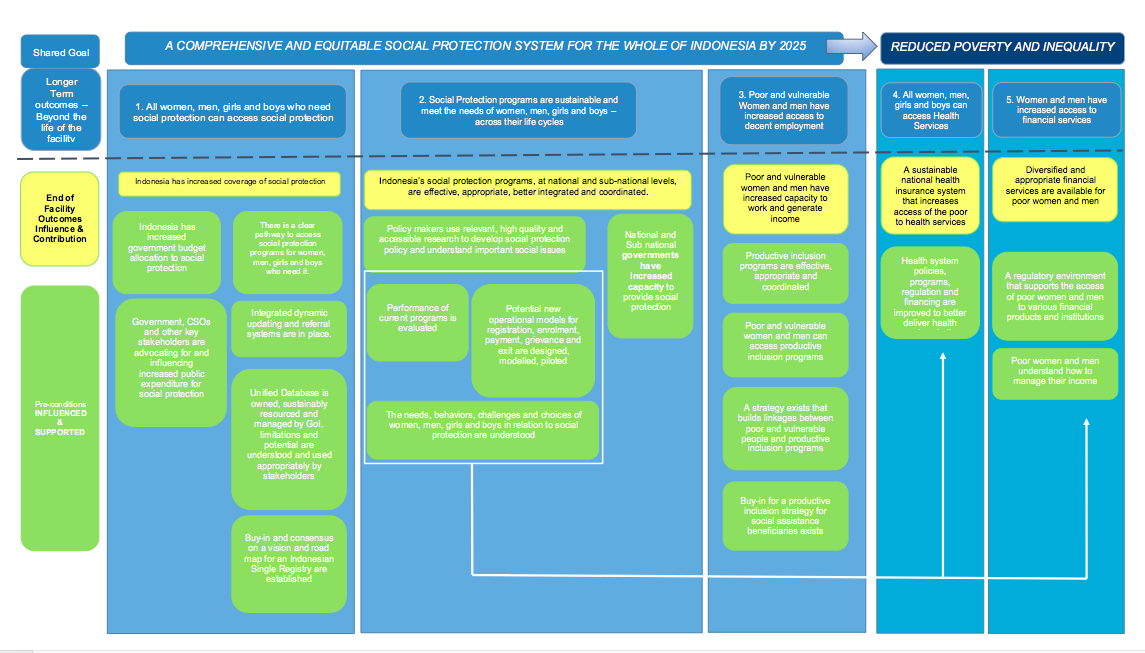 Shared Goal
A COMPREHENSIVE AND EQUITABLE SOCIAL PROTECTION SYSTEM FOR THE WHOLE OF INDONESIA BY 2025
REDUCED POVERTY AND INEQUALITY
Longer
Term
outcomes –
Beyond the
life of the
facility
1. All women, men, girls and boys who need
social protection can access social protection
2. Social Protection programs are sustainable and
meet the needs of women, men, girls and boys –
across their life cycles
3. Poor and vulnerable
Women and men have
increased access to
decent employment
4. All women, men,
girls and boys can
access Health
Services
5. Women and men have
increased access to
financial services
End of
Facility
Outcomes
Influence &
Contribution
Indonesia has increased coverage of social protection
Indonesia's social protection programs, at national and sub-national levels,
are effective, appropriate, better integrated and coordinated.
Poor and vulnerable
women and men have
increased capacity to
work and generate
income
A sustainable
national health
insurance system
that increases
access of the poor
to health services
Diversified and
appropriate financial
services are available for
poor women and men
Pre-conditions
INFLUENCED
&
SUPPORTED
Indonesia has
increased
government budget
allocation to social
protection
Government, CSOs
and other key
stakeholders are
advocating for and
influencing
increased public
expenditure for
social protection
There is a clear
pathway to access
social protection
programs for women,
men, girls and boys
who need it.
Integrated dynamic
updating and referral
systems are in place.
Unified Database is
owned, sustainably
resourced and
managed by GoI,
limitations and
potential are
understood and used
appropriately by
stakeholders
Buy-in and consensus
on a vision and road
map for an Indonesian
Single Registry are
established
Policy makers use relevant, high quality and
accessible research to develop social protection
policy and understand important social issues
Performance of
current programs is
evaluated
Potential new
operational models for
registration, enrolment,
payment, grievance and
exit are designed,
modelled, piloted
The needs, behaviors, challenges and choices of
women, men, girls and boys in relation to social
protection are understood
National and
Sub national
governments
have
increased
capacity to
provide social
protection
Productive inclusion
programs are effective,
appropriate and
coordinated
Poor and vulnerable
women and men can
access productive
inclusion programs
A strategy exists that
builds linkages between
poor and vulnerable
people and productive
inclusion programs
Buy-in for a productive
inclusion strategy for
social assistance
beneficiaries exists
Health system
policies,
programs,
regulation and
financing are
improved to better
deliver health
A regulatory environment
that supports the access
of poor women and men
to various financial
products and institutions
Poor women and men
understand how to
manage their income